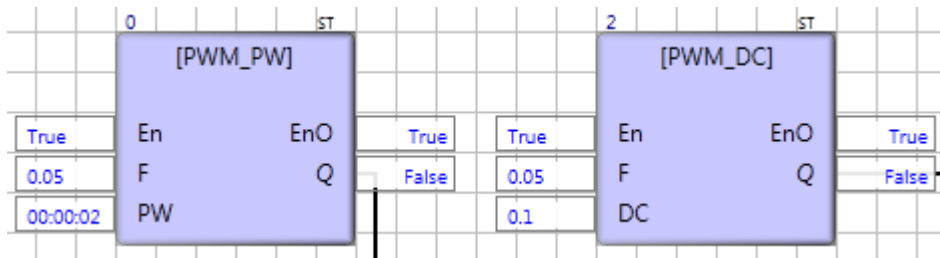 0 ST
[PWM_PW]
True En EnO True
0.05 F Q False
00:00:02 PW
2 ST
[PWM_DC]
True En EnO True
0.05 F Q False
0.1 DC